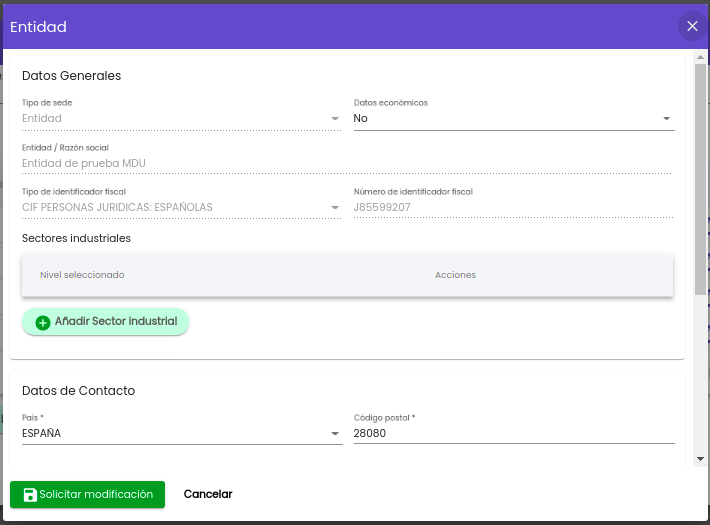 Entidad
Datos Generales
Tipo de sede
Datos económicos
Entidad
No
Entidad / Razón social
Entidad de prueba MDU
Tipo de identificador fiscal
Número de identificador fiscal
CIF PERSONAS JURIDICAS: ESPAÑOLAS
J85599207
Sectores industriales
Nivel seleccionado
Acciones
Añadir Sector industrial
Datos de Contacto
País *
Código postal *
ESPAÑA
28080
Solicitar modificación
Cancelar